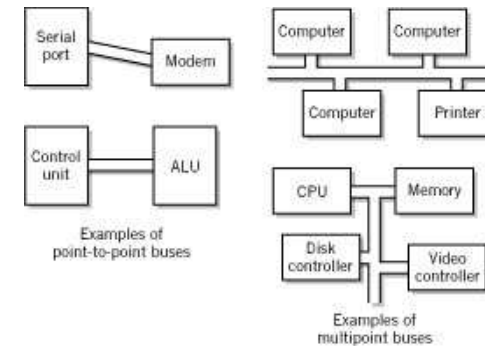 Serial
port
Modem
Control
unit
ALU
Examples of
point-to-point buses
Computer
Computer
Computer
Printer
CPU
Memory
Disk
controller
Video
controller
Examples of
multipoint buses